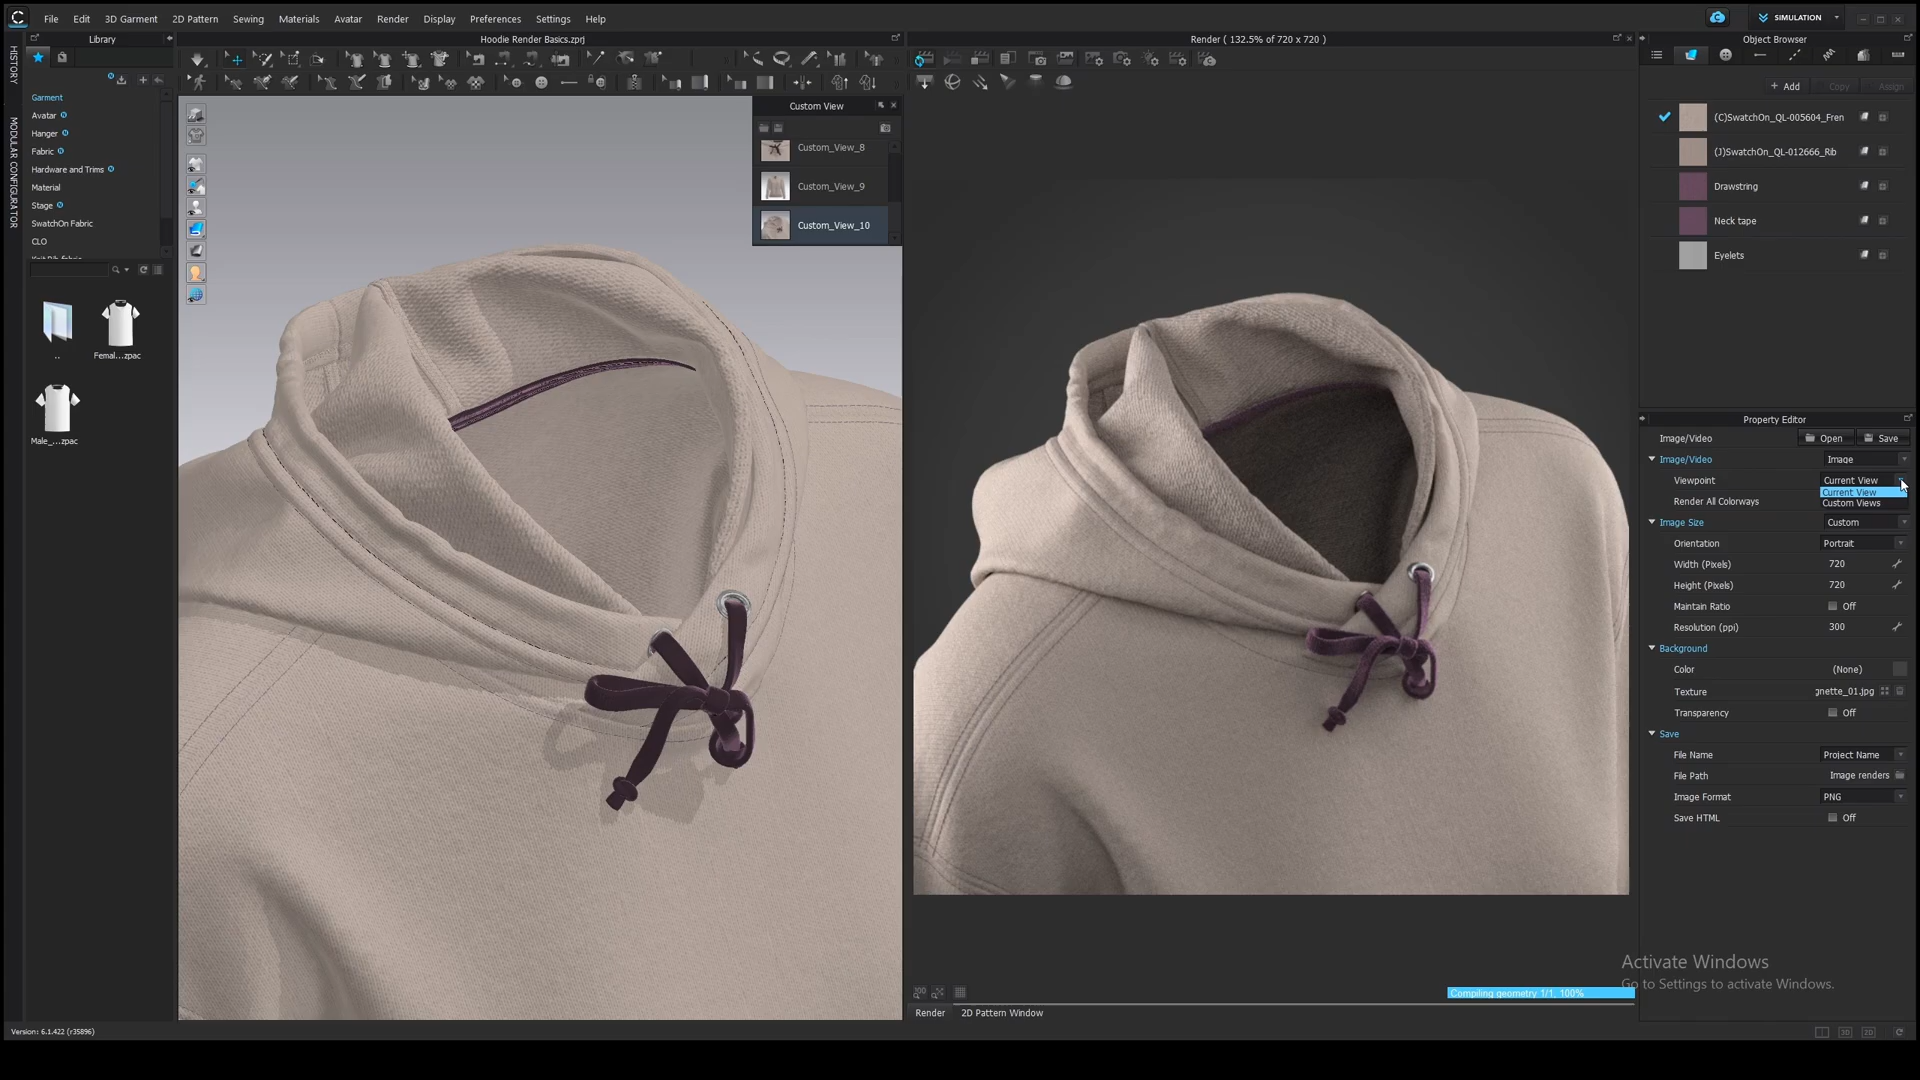 File Edit 3D Garment 2D Pattern Sewing Materials Avatar Render Display Preferences Settings Help
SIMULATION
HISTORY
MODULAR CONFIGURATOR
Library
Garment
Avatar
Hanger
Fabric
Hardware and Trims
Material
Stage
SwatchOn Fabric
CLO
..
Femal...zpac
Male_...zpac
Hoodie Render Basics.zprj
Custom View
Custom_View_8
Custom_View_9
Custom_View_10
Render ( 132.5% of 720 x 720 )
Compiling geometry 1/1, 100%
Render 2D Pattern Window
Object Browser
+ Add Copy Assign
(C)SwatchOn_QL-005604_Fren
(J)SwatchOn_QL-012666_Rib
Drawstring
Neck tape
Eyelets
Property Editor
Image/Video Open Save
Image/Video Image
Viewpoint Current View
Current View
Custom Views
Render All Colorways
Image Size Custom
Orientation Portrait
Width (Pixels) 720
Height (Pixels) 720
Maintain Ratio Off
Resolution (ppi) 300
Background
Color (None)
Texture gnette_01.jpg
Transparency Off
Save
File Name Project Name
File Path Image renders
Image Format PNG
Save HTML Off
Activate Windows
Go to Settings to activate Windows.
Version: 6.1.422 (r35896)